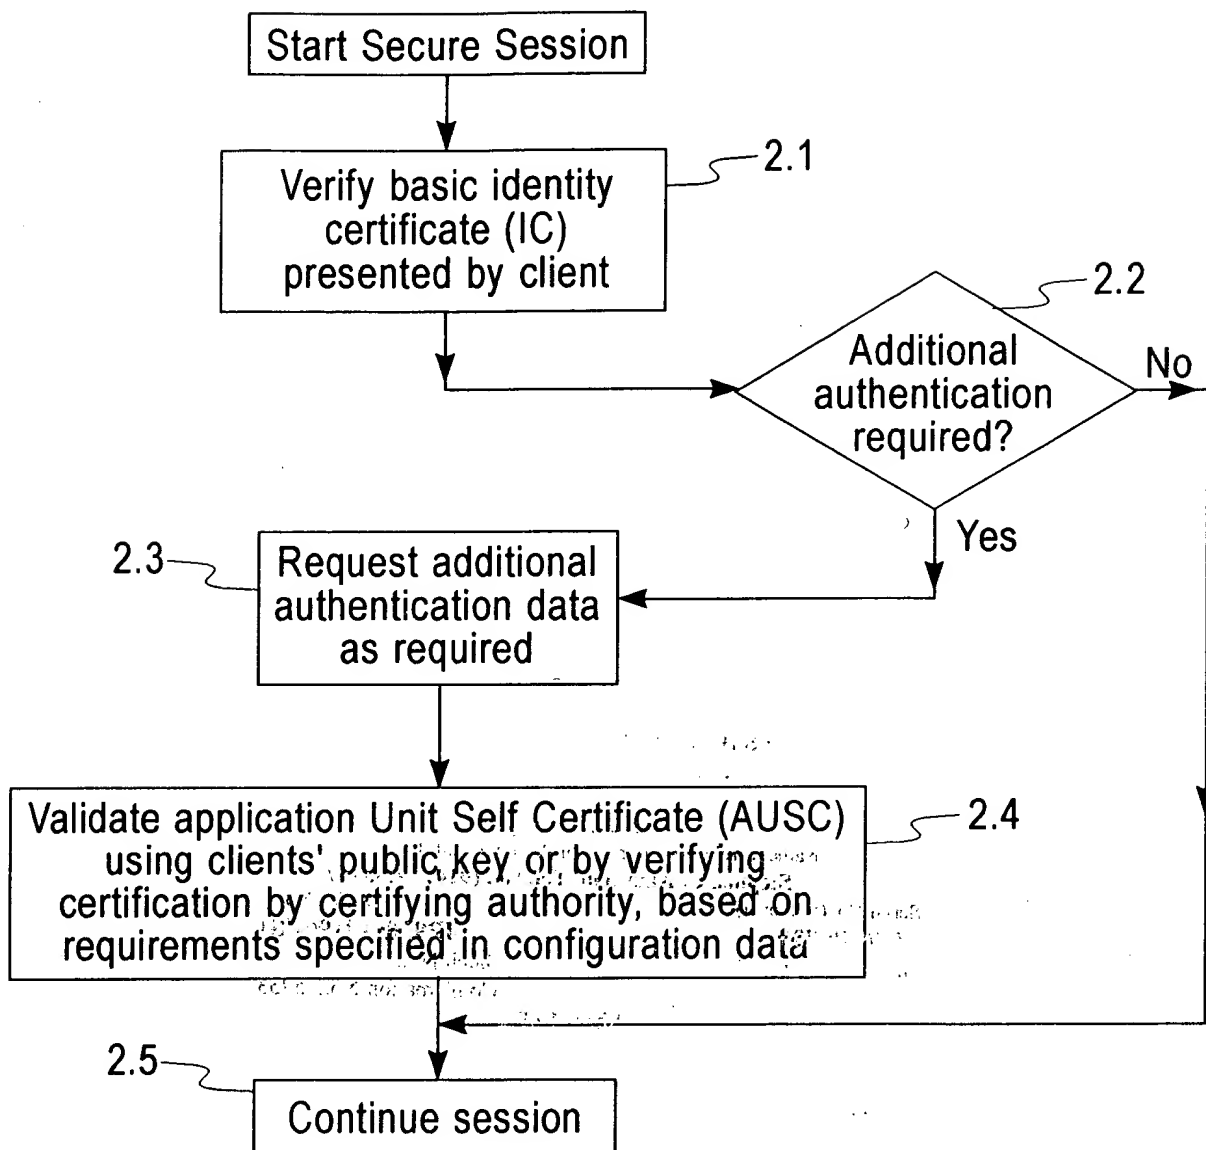 Start Secure Session
2.1
Verify basic identity
certificate (IC)
presented by client
2.2
Additional
authentication
required?
No
Yes
2.3
Request additional
authentication data
as required
2.4
Validate application Unit Self Certificate (AUSC)
using clients' public key or by verifying
certification by certifying authority, based on
requirements specified in configuration data
2.5
Continue session